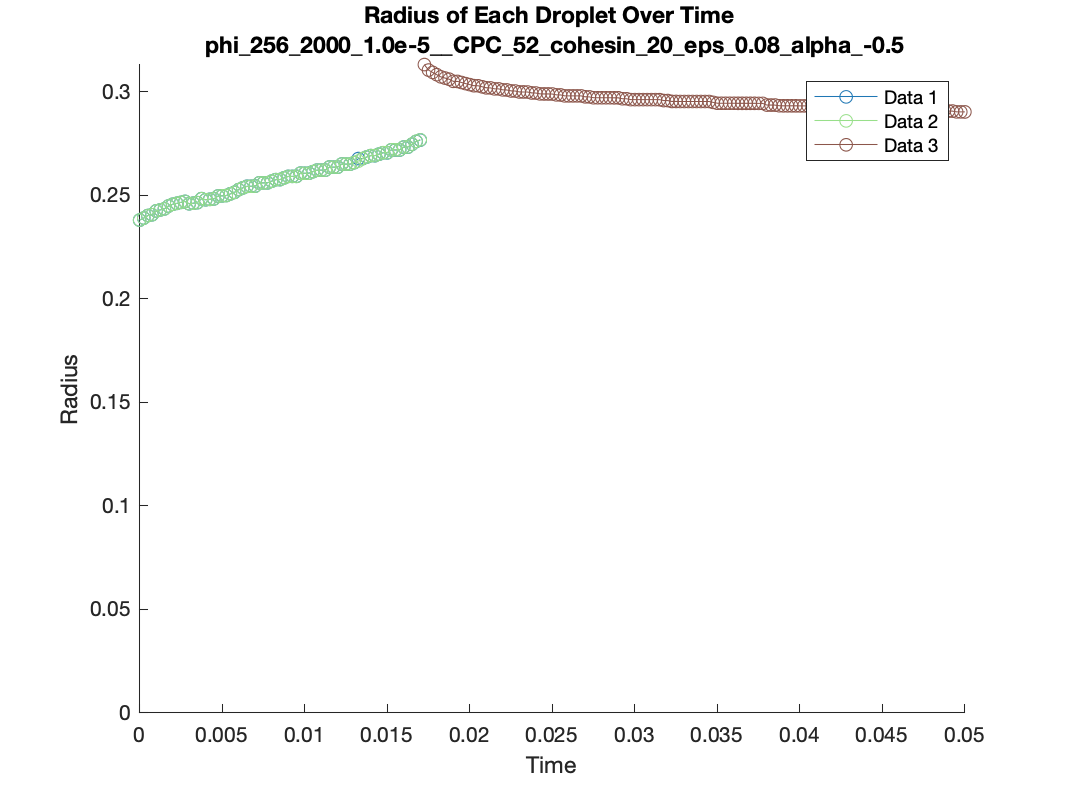 Radius of Each Droplet Over Time
phi_256_2000_1.0e-5__CPC_52_cohesin_20_eps_0.08_alpha_-0.5
0.3
0.25
0.2
0.15
0.1
0.05
0
Radius
Data 1
Data 2
Data 3
0 0.005 0.01 0.015 0.02 0.025 0.03 0.035 0.04 0.045 0.05
Time